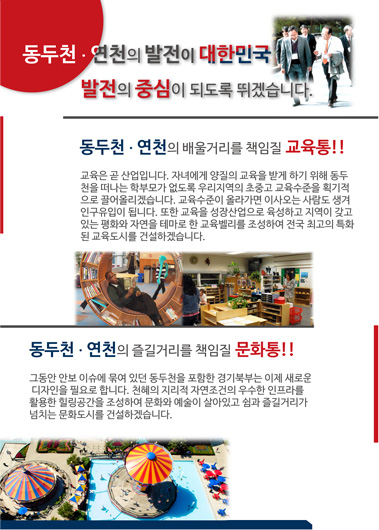 동두천 · 연천의 발전이 대한민국
발전의 중심이 되도록 뛰겠습니다.
동두천 · 연천의 배울거리를 책임질 교육통!!
교육은 곧 산업입니다. 자녀에게 양질의 교육을 받게 하기 위해 동두
천을 떠나는 학부모가 없도록 우리지역의 초중고 교육수준을 획기적
으로 끌어올리겠습니다. 교육수준이 올라가면 이사오는 사람도 생겨
인구유입이 됩니다. 또한 교육을 성장산업으로 육성하고 지역이 갖고
있는 평화와 자연을 테마로 한 교육벨리를 조성하여 전국 최고의 특화
된 교육도시를 건설하겠습니다.
동두천 · 연천의 즐길거리를 책임질 문화통!!
그동안 안보 이슈에 묶여 있던 동두천을 포함한 경기북부는 이제 새로운
디자인을 필요로 합니다. 천혜의 지리적 자연조건의 우수한 인프라를
활용한 힐링공간을 조성하여 문화와 예술이 살아있고 쉼과 즐길거리가
넘치는 문화도시를 건설하겠습니다.